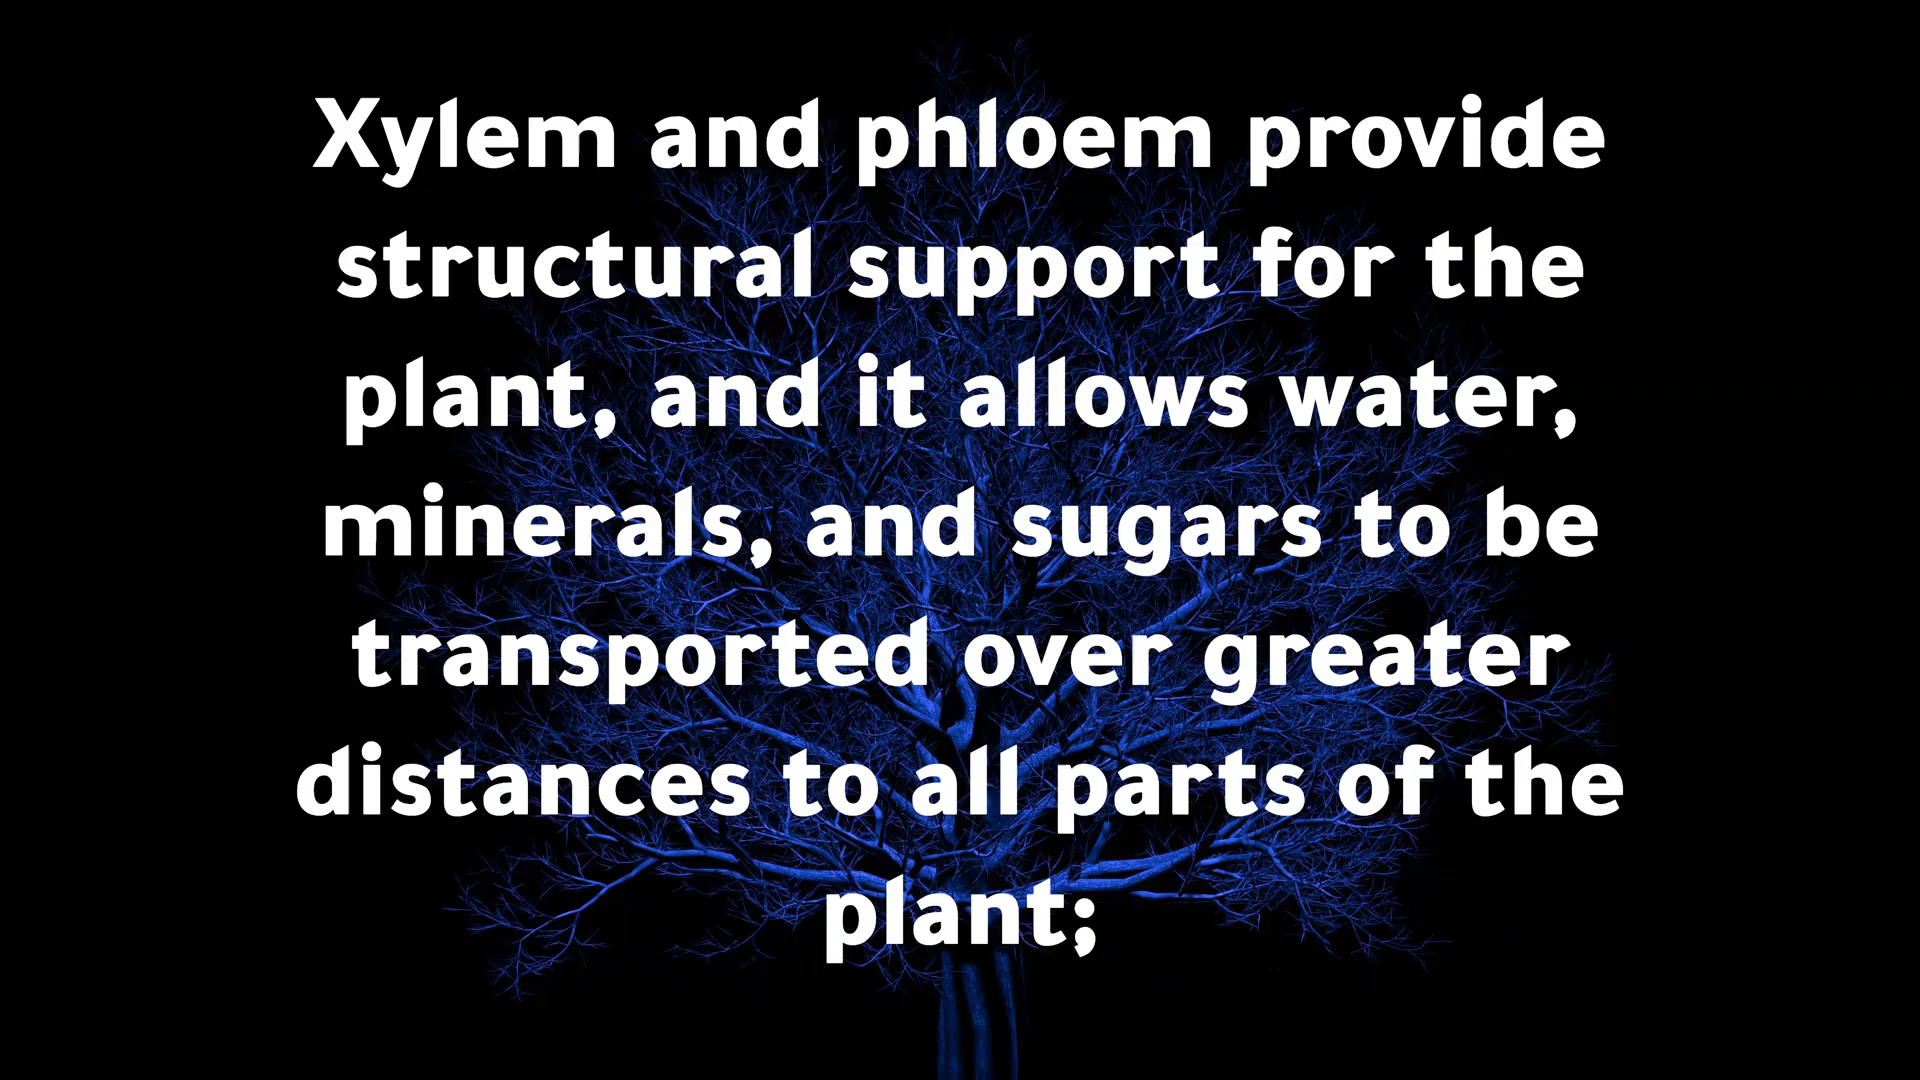 Xylem and phloem provide
structural support for the
plant, and it allows water,
minerals, and sugars to be
transported over greater
distances to all parts of the
plant;